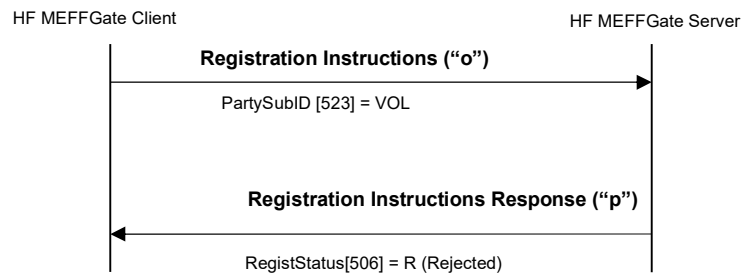 HF MEFFGate Client
HF MEFFGate Server
Registration Instructions (“o”)
PartySubID [523] = VOL
Registration Instructions Response (“p”)
RegistStatus[506] = R (Rejected)